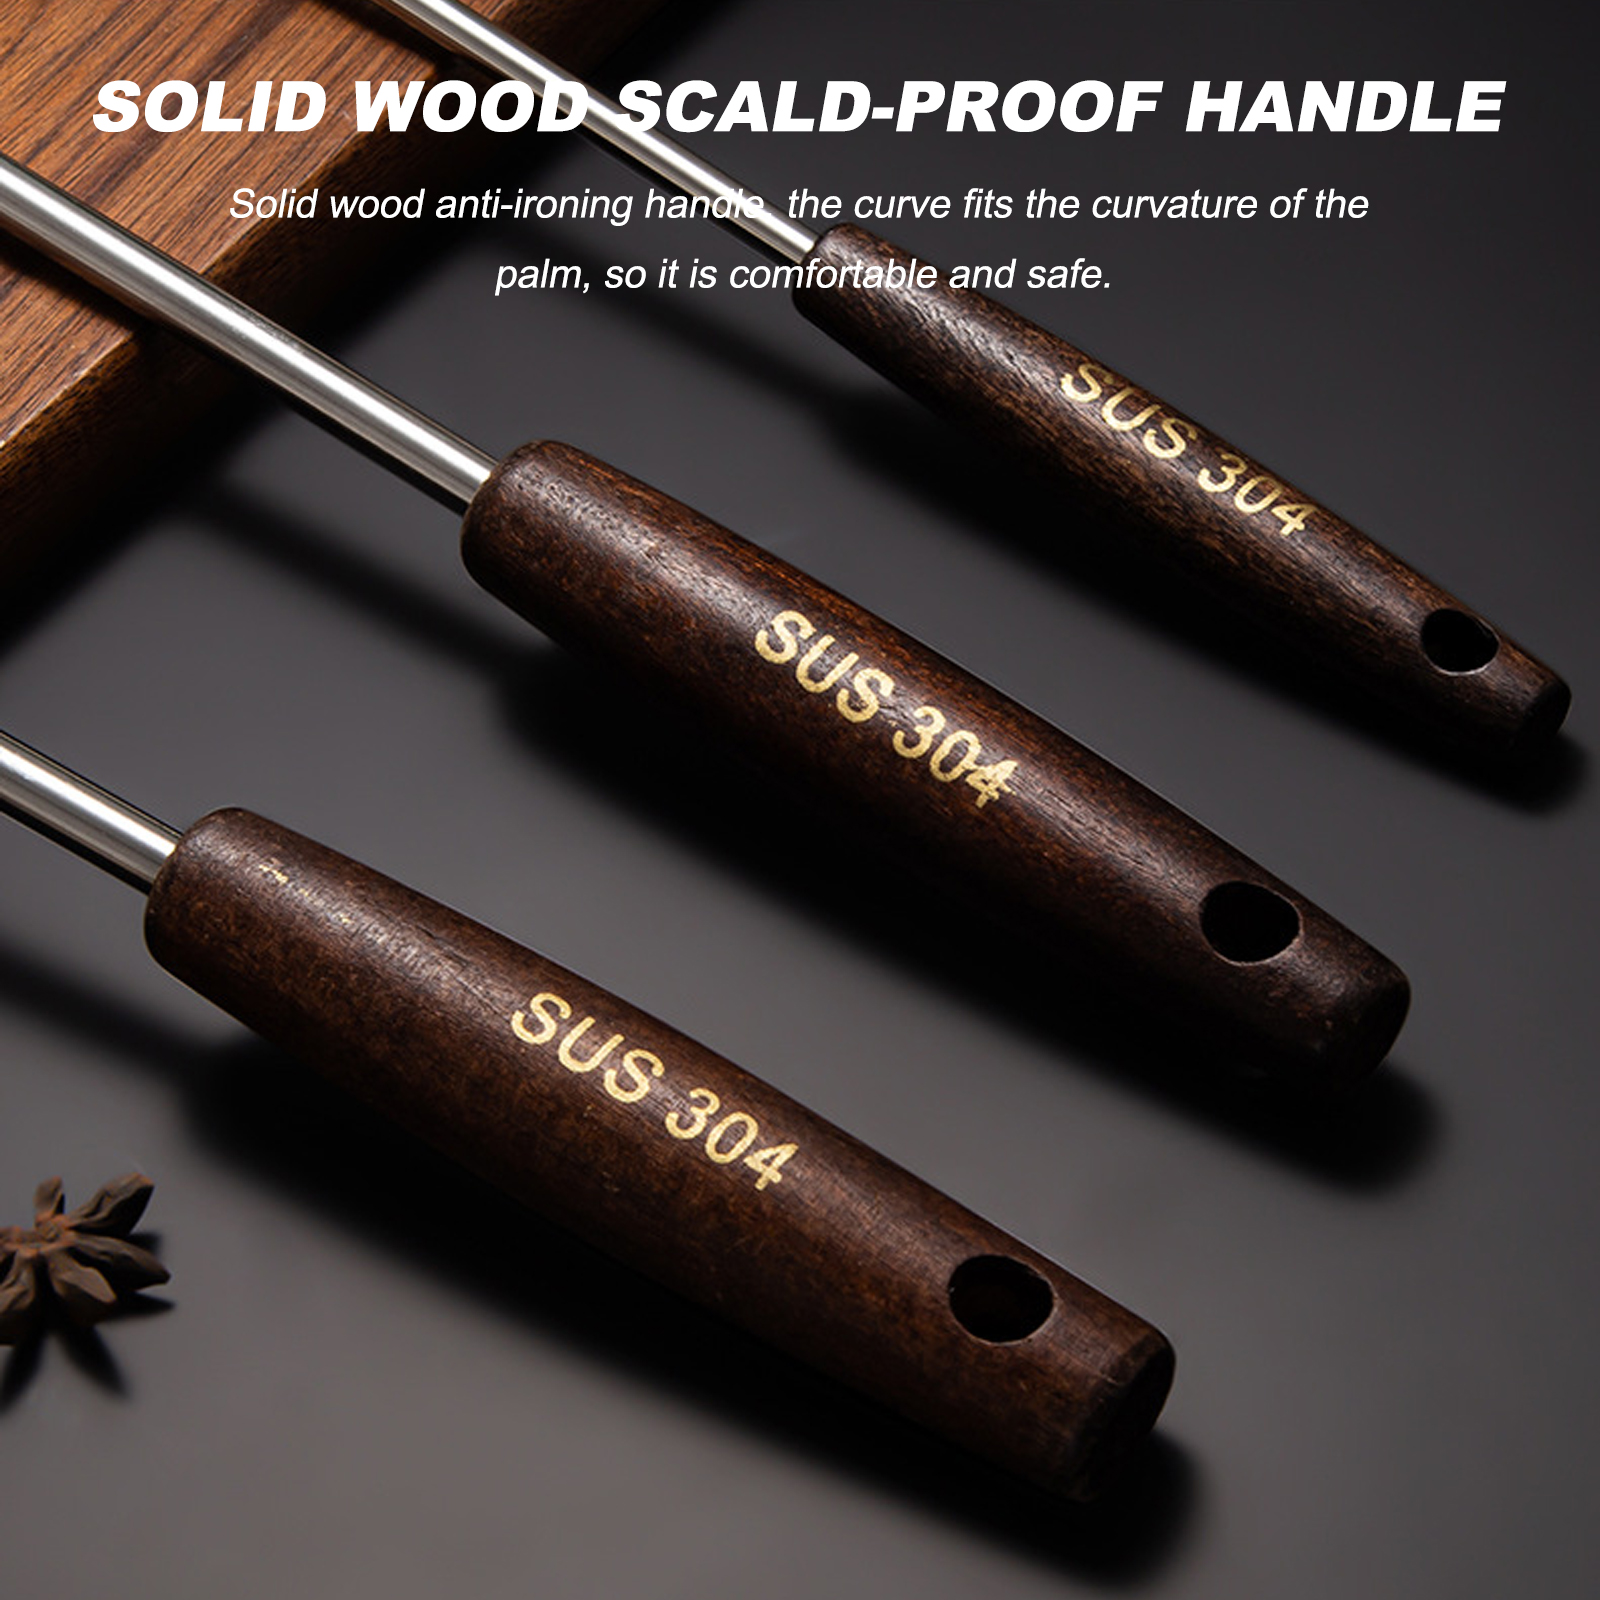 SOLID WOOD SCALD-PROOF HANDLE
Solid wood anti-ironing handle, the curve fits the curvature of the
palm, so it is comfortable and safe.
SUS 304
SUS 304
SUS 304